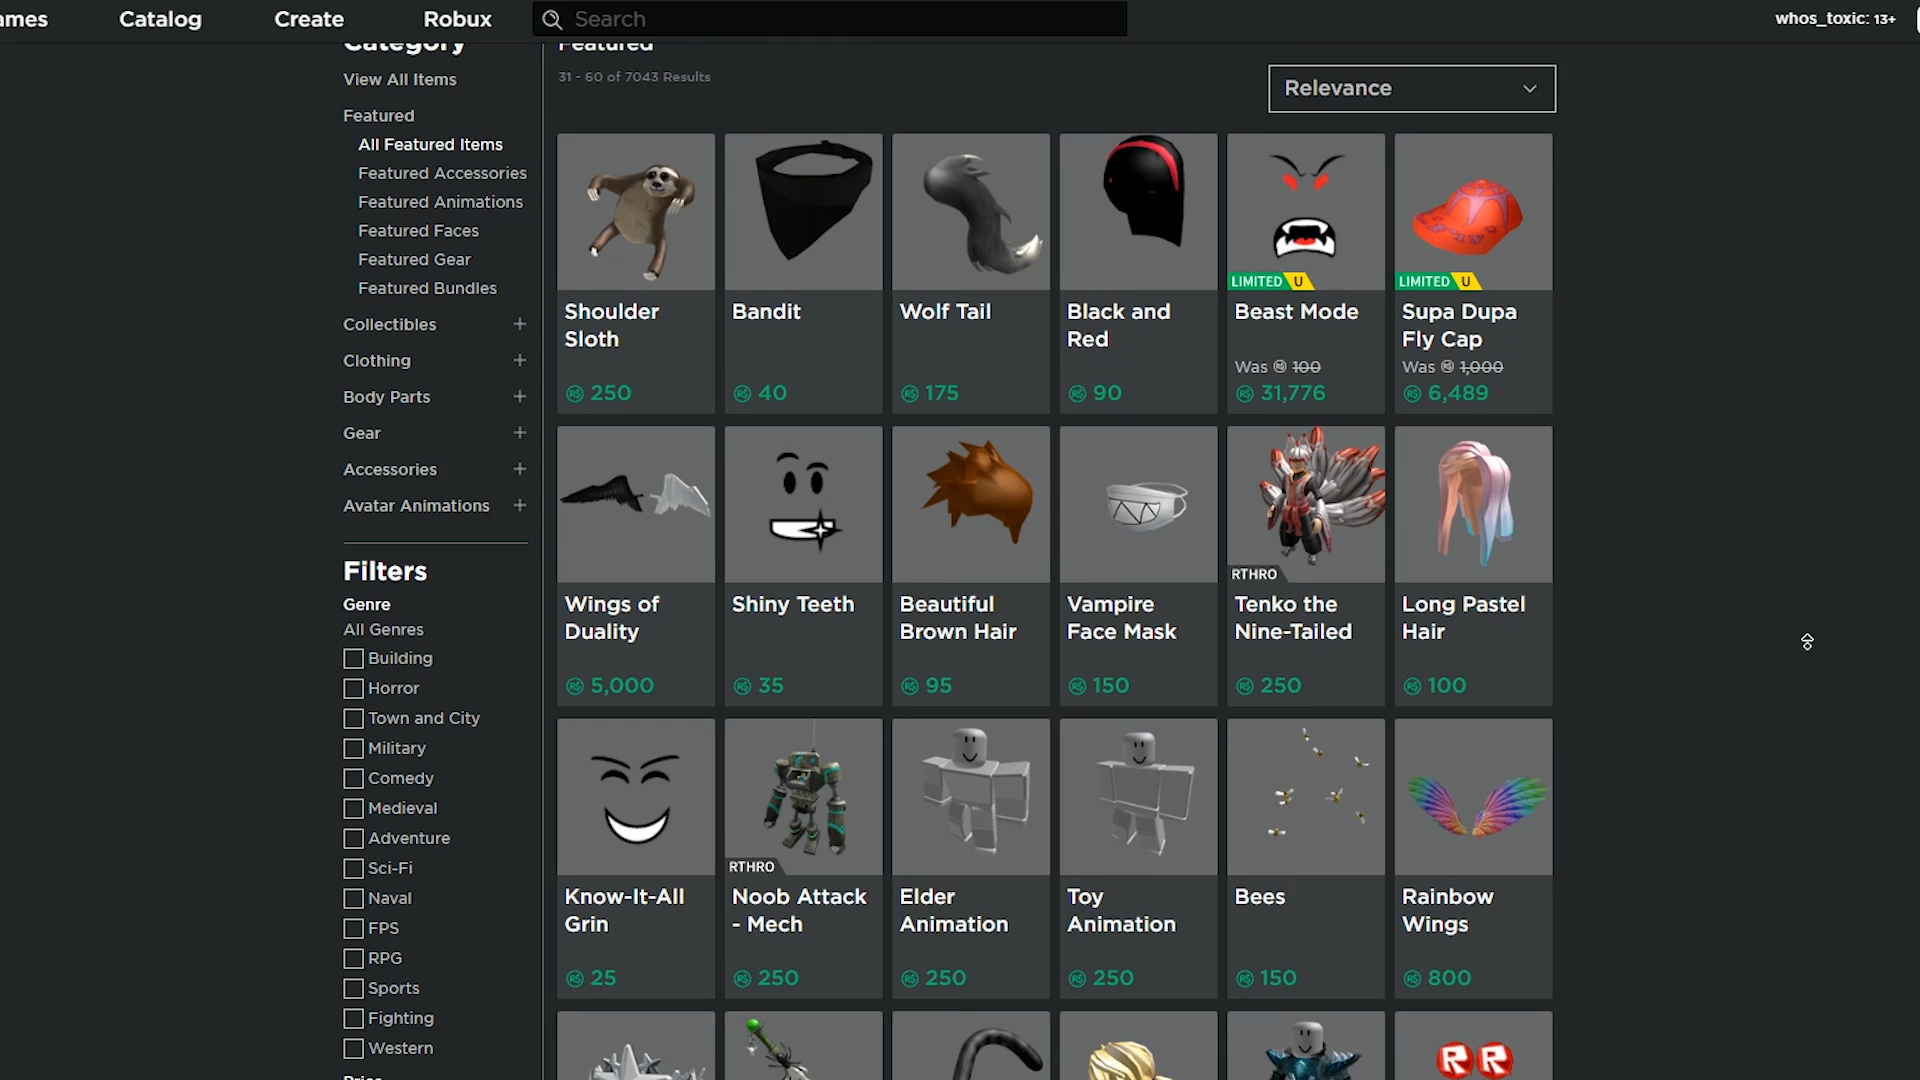 Catalog
Create
Robux
Search
whos_toxic: 13+
Category
Featured
View All Items
31 - 60 of 7043 Results
Relevance
Featured
All Featured Items
Featured Accessories
Featured Animations
Featured Faces
Featured Gear
Featured Bundles
Collectibles +
Clothing +
Body Parts +
Gear +
Accessories +
Avatar Animations +
Filters
Genre
All Genres
Building
Horror
Town and City
Military
Comedy
Medieval
Adventure
Sci-Fi
Naval
FPS
RPG
Sports
Fighting
Western
Shoulder
Sloth
250
Bandit
40
Wolf Tail
175
Black and
Red
90
LIMITED U
Beast Mode
Was 100
31,776
LIMITED U
Supa Dupa
Fly Cap
Was 1,000
6,489
Wings of
Duality
5,000
Shiny Teeth
35
Beautiful
Brown Hair
95
Vampire
Face Mask
150
RTHRO
Tenko the
Nine-Tailed
250
Long Pastel
Hair
100
Know-It-All
Grin
25
RTHRO
Noob Attack
- Mech
250
Elder
Animation
250
Toy
Animation
250
Bees
150
Rainbow
Wings
800
R R